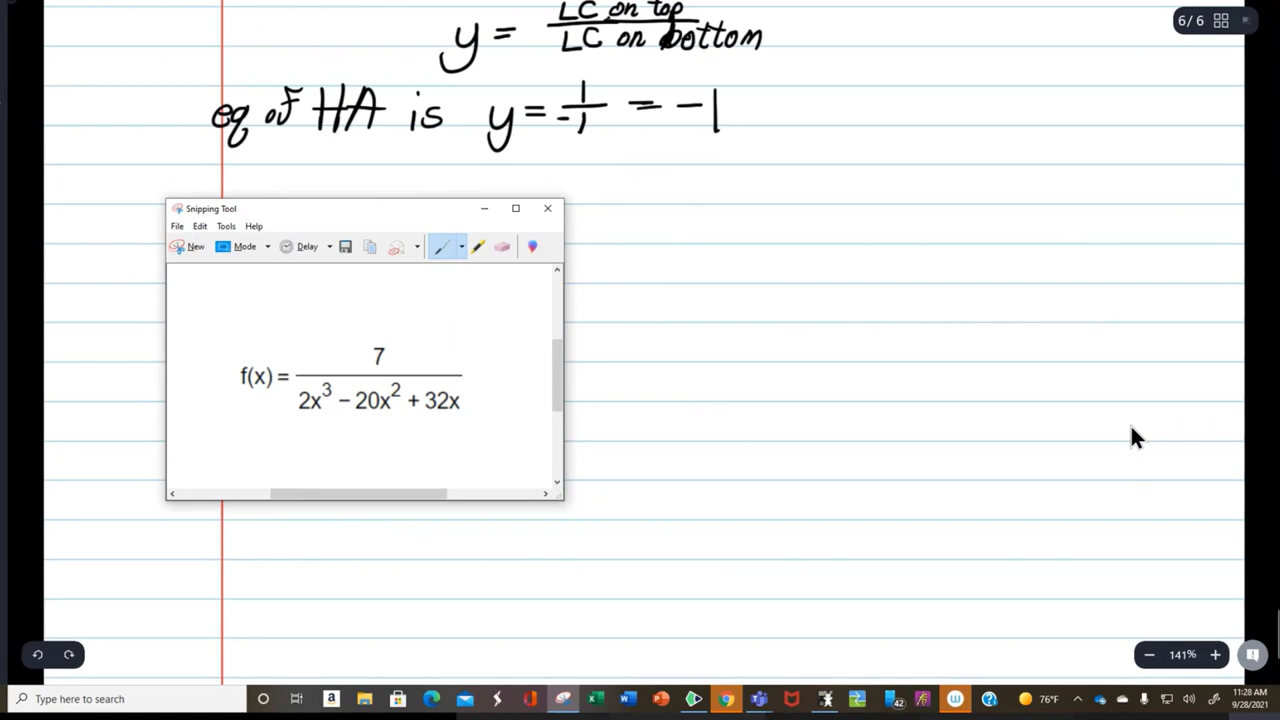 6/6
LC on top
y = LC on bottom
eq of HA is y = 1/-1 = -1
Snipping Tool
File Edit Tools Help
New Mode Delay
7
f(x) =
2x³ − 20x² + 32x
141%
Type here to search
42
76°F
11:28 AM
9/28/2021